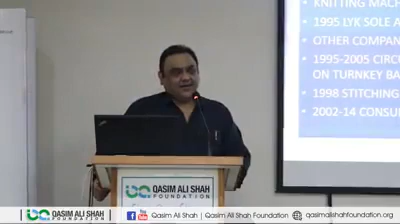 KNITTING MACH
1995 LYK SOLE A
OTHER COMPAN
1995-2005 CIRC
ON TURNKEY BA
1998 STITCHING
2002-14 CONSU
QASIM ALI SHAH
FOUNDATION
QASIM ALI SHAH
FOUNDATION
Qasim Ali Shah | Qasim Ali Shah Foundation
qasimalishahfoundation.org